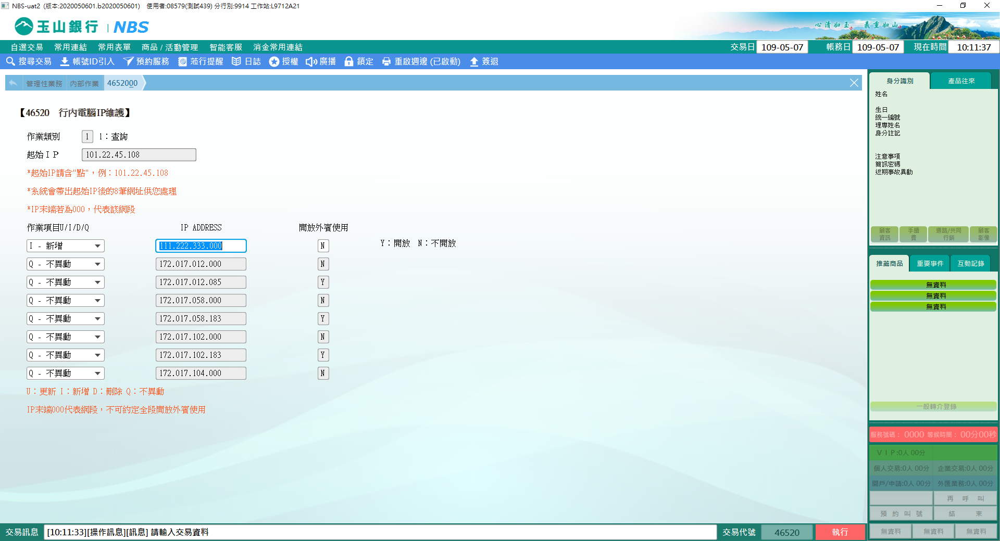 NBS-uat2 (版本:2020050601.b2020050601) 使用者:08579(測試439) 分行別:9914 工作站:L9712A21
玉山銀行 | NBS
心清如玉 義重如山
自選交易 常用連結 常用表單 商品 / 活動管理 智能客服 消金常用連結 交易日 109-05-07 帳務日 109-05-07 現在時間 10:11:37
搜尋交易 帳號ID引入 預約服務 蒞行提醒 日誌 授權 廣播 鎖定 重啟週邊 (已啟動) 簽退
管理性業務 內部作業 4652000
【46520 行內電腦IP維護】
作業類別 1 1：查詢
起始ＩＰ 101.22.45.108
*起始IP請含"點"，例：101.22.45.108
*系統會帶出起始IP後的8筆網址供您處理
*IP末端若為000，代表該網段
作業項目U/I/D/Q IP ADDRESS 開放外賓使用
I - 新增 111.222.333.000 N Y：開放 N：不開放
Q - 不異動 172.017.012.000 N
Q - 不異動 172.017.012.085 Y
Q - 不異動 172.017.058.000 N
Q - 不異動 172.017.058.183 Y
Q - 不異動 172.017.102.000 N
Q - 不異動 172.017.102.183 Y
Q - 不異動 172.017.104.000 N
U：更新 I：新增 D：刪除 Q：不異動
IP末端000代表網段，不可約定全段開放外賓使用
身分識別 產品往來
姓名
生日
統一編號
理專姓名
身分註記
注意事項
簡訊密碼
近期事故異動
顧客資訊 手續費 通路/共同行銷 顧客影像
推薦商品 重要事件 互動記錄
無資料
無資料
無資料
一般轉介登錄
服務號碼： 0000 等候時間： 00分00秒
ＶＩＰ:0人 00分
個人交易:0人 00分 企業交易:0人 00分
開戶/申請:0人 00分 外匯業務:0人 00分
再 呼 叫
預 約 叫 號 結 束
無資料 無資料 無資料
交易訊息 [10:11:33][操作訊息][訊息] 請輸入交易資料 交易代號 46520 執行